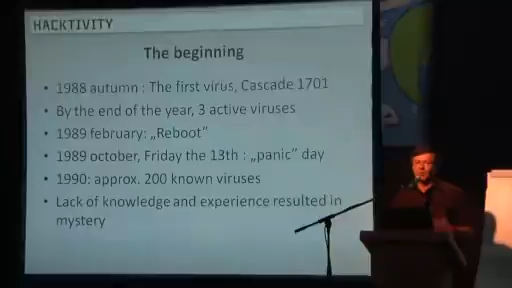 HACKTIVITY
The beginning
• 1988 autumn : The first virus, Cascade 1701
• By the end of the year, 3 active viruses
• 1989 february: „Reboot”
• 1989 october, Friday the 13th : „panic” day
• 1990: approx. 200 known viruses
• Lack of knowledge and experience resulted in
mystery